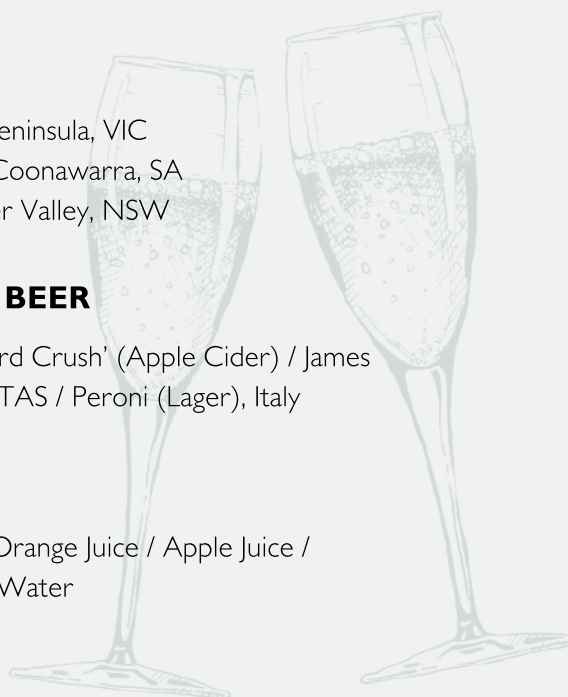 eninsula, VIC
Coonawarra, SA
er Valley, NSW
BEER
rd Crush’ (Apple Cider) / James
TAS / Peroni (Lager), Italy
Orange Juice / Apple Juice /
Water